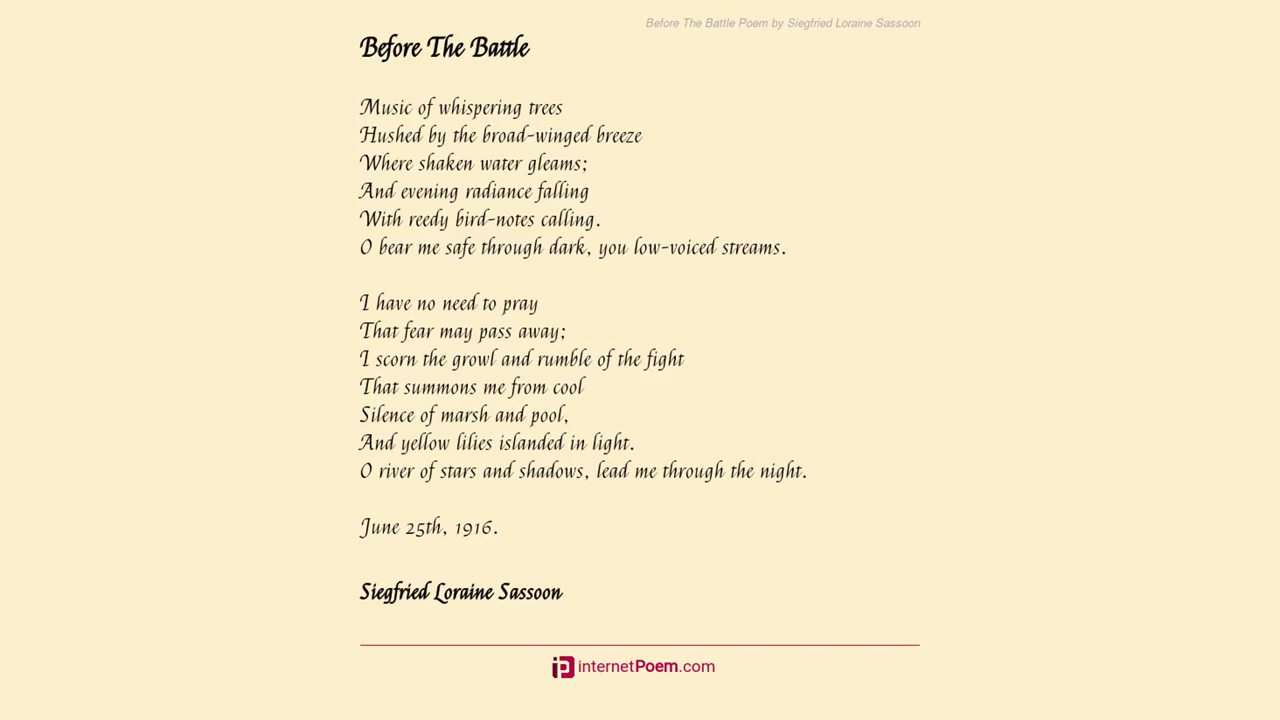 Before The Battle Poem by Siegfried Loraine Sassoon
Before The Battle
Music of whispering trees
Hushed by the broad-winged breeze
Where shaken water gleams;
And evening radiance falling
With reedy bird-notes calling.
O bear me safe through dark, you low-voiced streams.
I have no need to pray
That fear may pass away;
I scorn the growl and rumble of the fight
That summons me from cool
Silence of marsh and pool,
And yellow lilies islanded in light.
O river of stars and shadows, lead me through the night.
June 25th, 1916.
Siegfried Loraine Sassoon
iP internetPoem.com